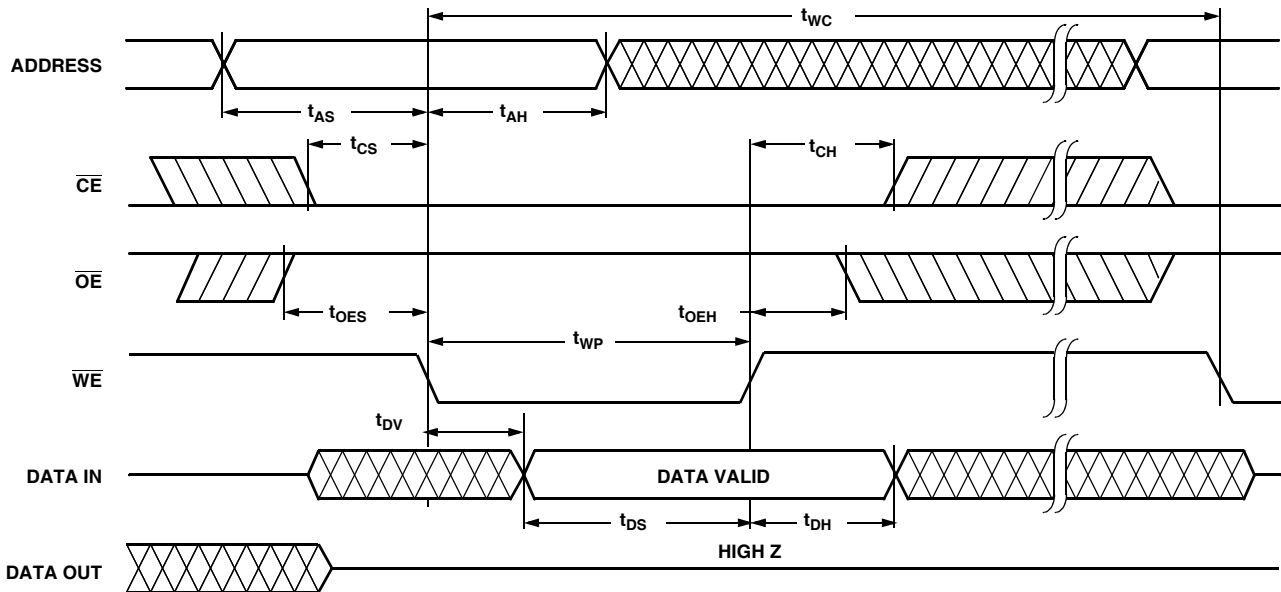 tWC
ADDRESS
tAS tAH
tCS tCH
CE
OE
tOES tOEH
tWP
WE
tDV
DATA IN DATA VALID
tDS tDH
HIGH Z
DATA OUT